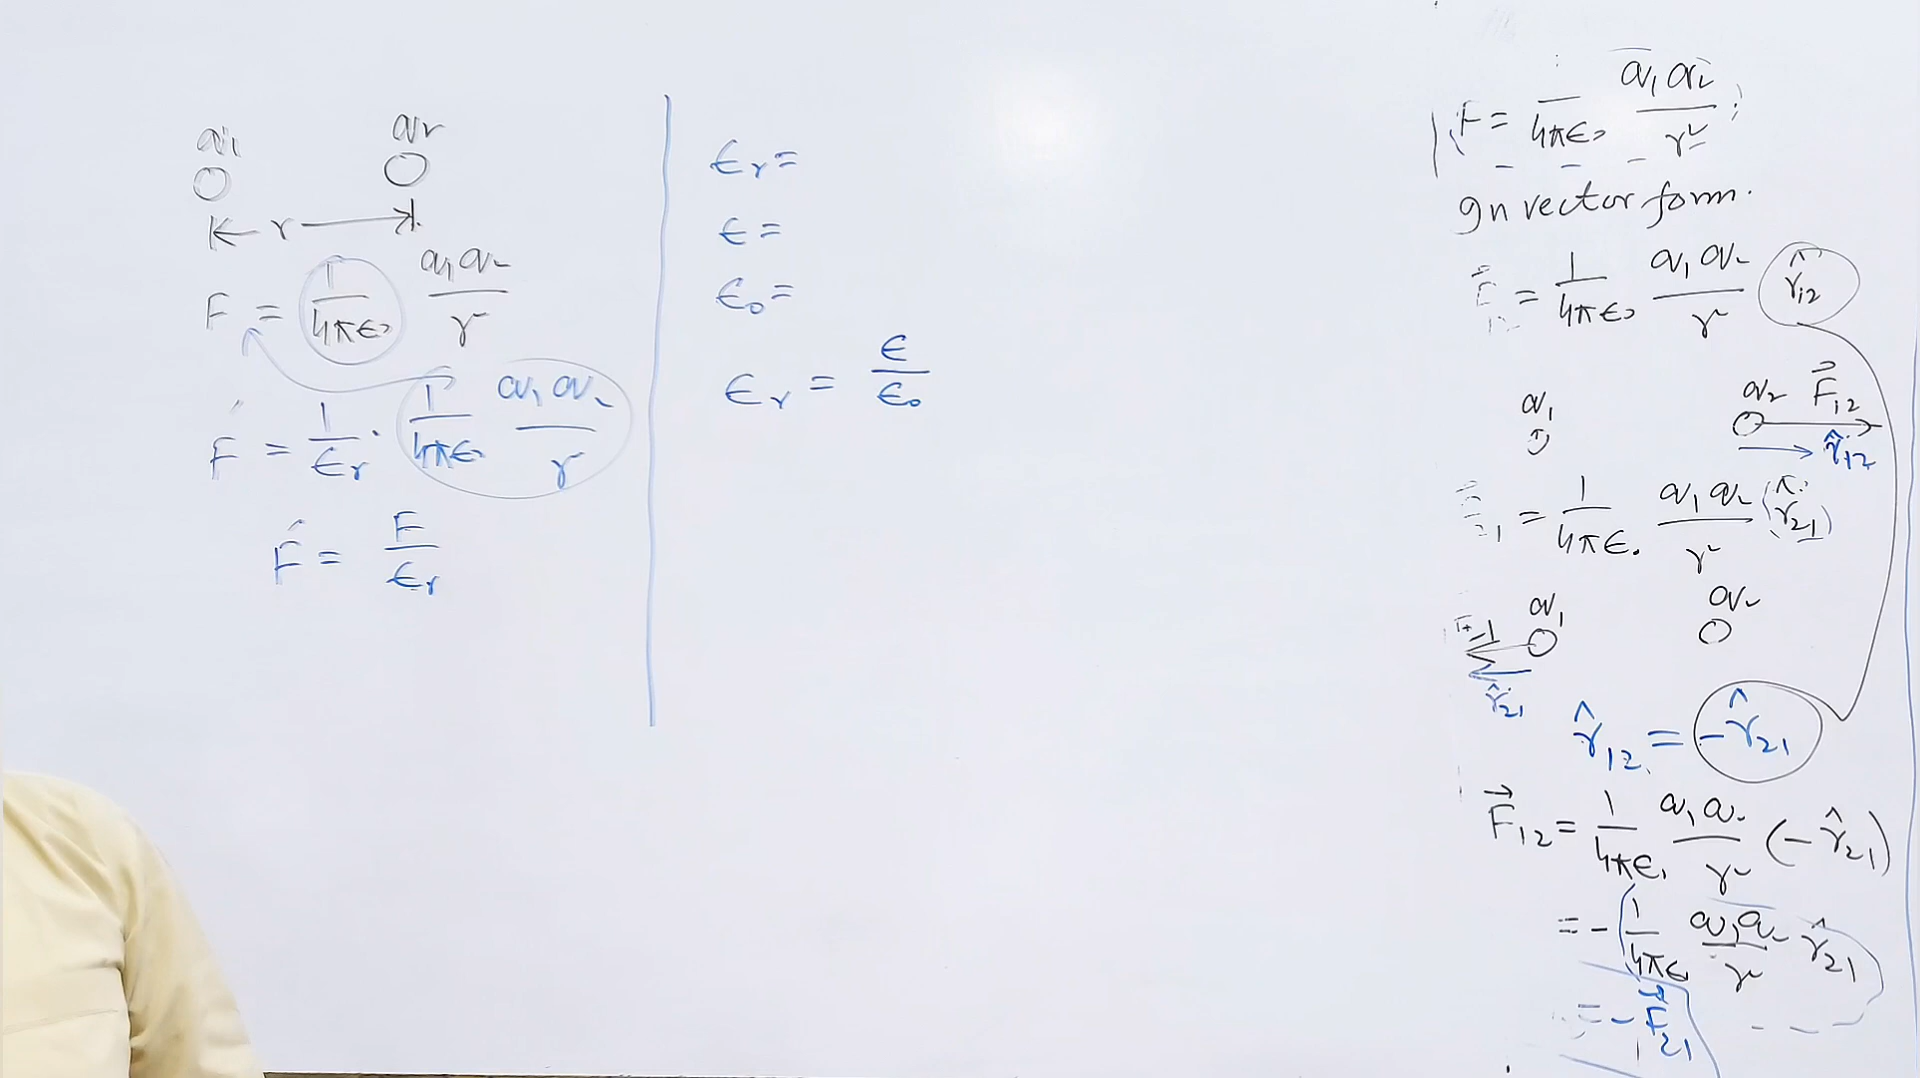 q₁ q₂
r
F = 1/4πϵ₀ q₁q₂/r²
F' = 1/ϵᵣ · 1/4πϵ₀ q₁q₂/r²
F' = F/ϵᵣ
ϵᵣ =
ϵ =
ϵ₀ =
ϵᵣ = ϵ/ϵ₀
F = 1/4πϵ₀ q₁q₂/r²
In vector form.
F⃗₁₂ = 1/4πϵ₀ q₁q₂/r² r̂₁₂
q₁ q₂ F⃗₁₂
r̂₁₂
F⃗₂₁ = 1/4πϵ₀ q₁q₂/r² (r̂₂₁)
F₂₁ q₁ q₂
r̂₂₁
r̂₁₂ = -r̂₂₁
F⃗₁₂ = 1/4πϵ₀ q₁q₂/r² (-r̂₂₁)
= - 1/4πϵ₀ q₁q₂/r² r̂₂₁
= - F⃗₂₁